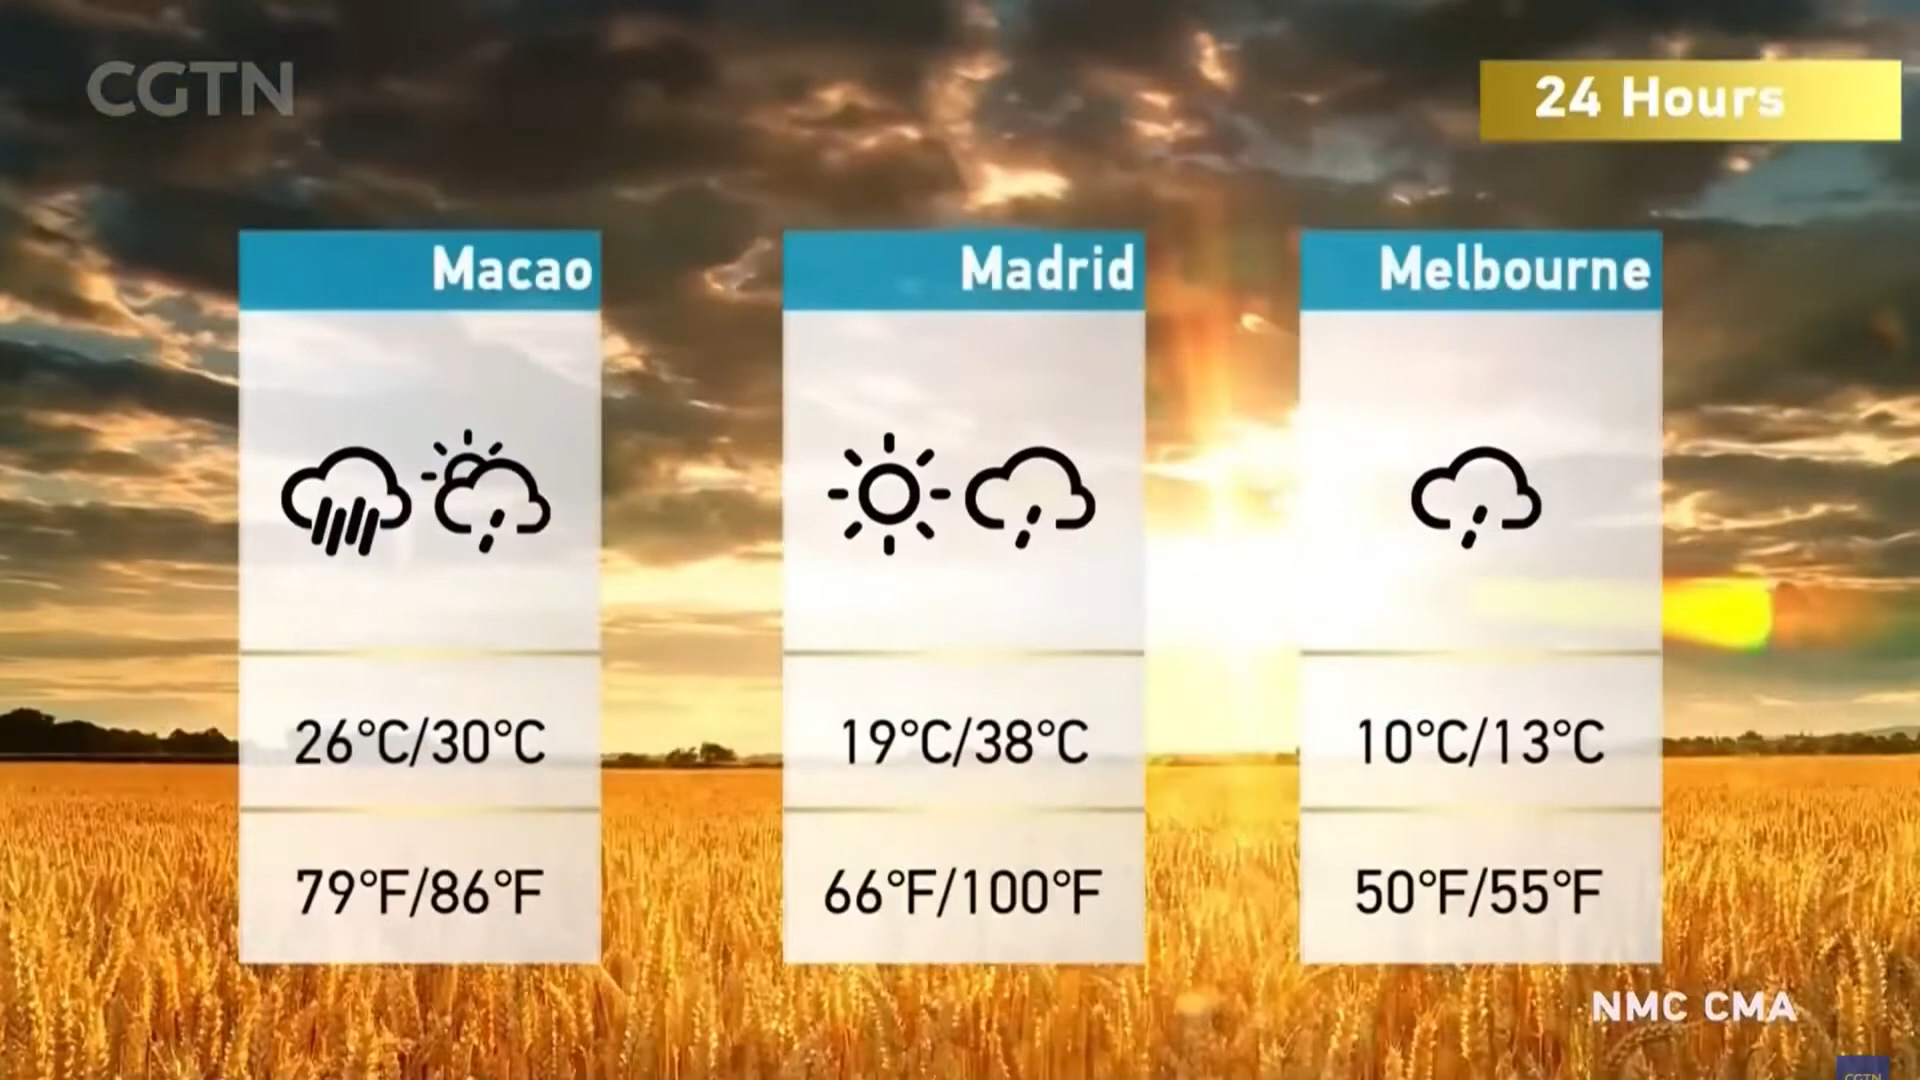 CGTN
24 Hours
Macao
Madrid
Melbourne
26°C/30°C
19°C/38°C
10°C/13°C
79°F/86°F
66°F/100°F
50°F/55°F
NMC CMA
CGTN